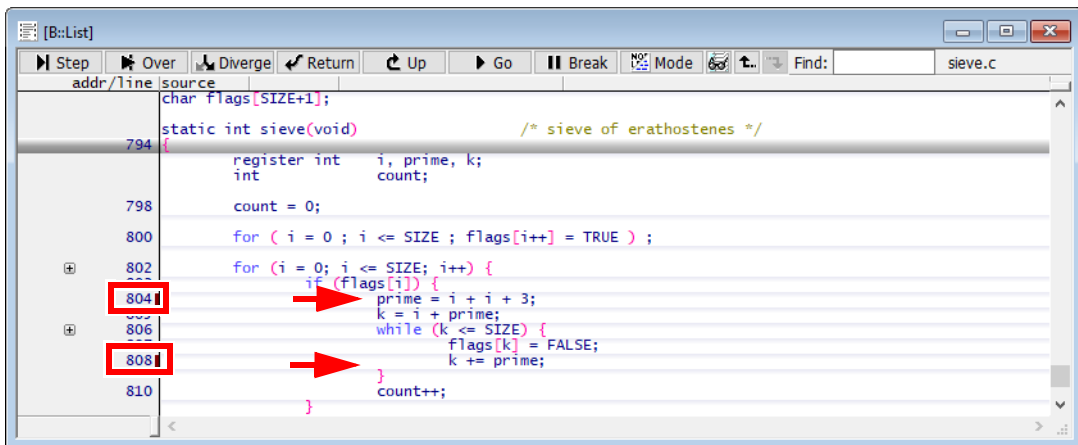 [B::List]
Step Over Diverge Return Up Go Break Mode Find: sieve.c
addr/line source
char flags[SIZE+1];
static int sieve(void) /* sieve of erathostenes */
794 {
register int i, prime, k;
int count;
798 count = 0;
800 for ( i = 0 ; i <= SIZE ; flags[i++] = TRUE ) ;
802 for (i = 0; i <= SIZE; i++) {
if (flags[i]) {
804 prime = i + i + 3;
k = i + prime;
806 while (k <= SIZE) {
flags[k] = FALSE;
808 k += prime;
}
810 count++;
}